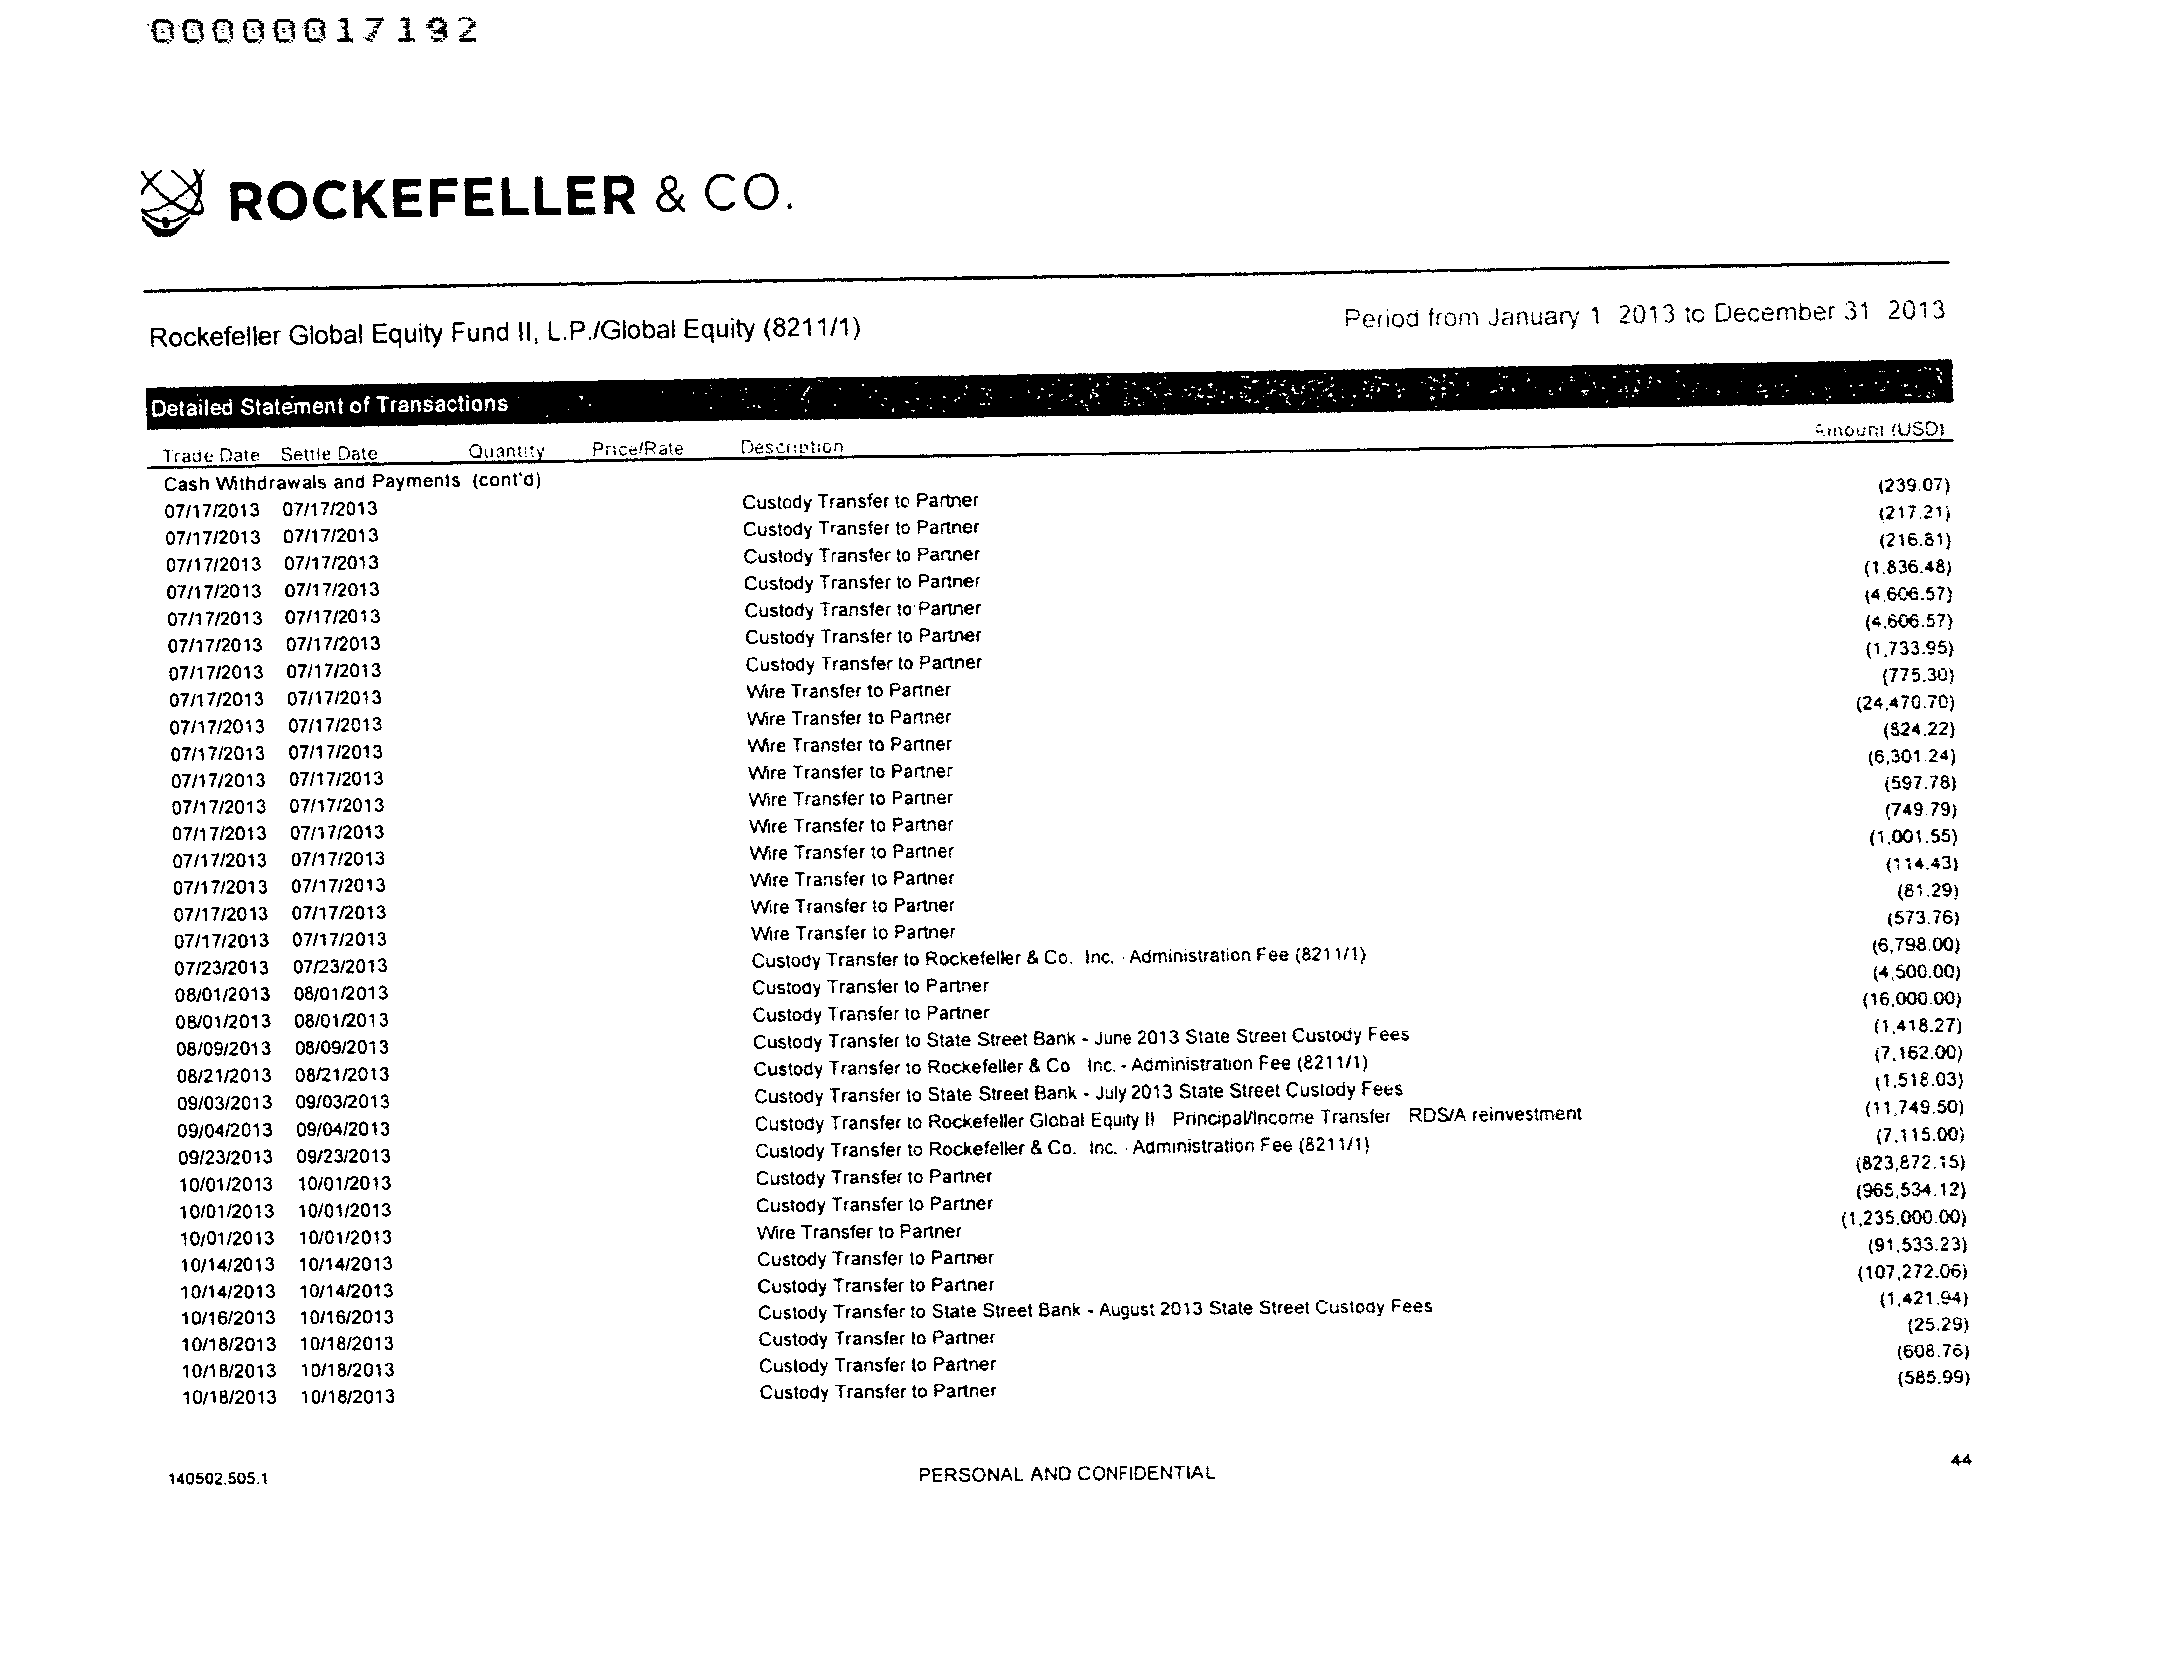 00000017192
ROCKEFELLER & CO.
Rockefeller Global Equity Fund II, L.P./Global Equity (8211/1) Period from January 1 2013 to December 31 2013
Detailed Statement of Transactions
Trade Date Settle Date Quantity Price/Rate Description Amount (USD)
Cash Withdrawals and Payments (cont'd)
07/17/2013 07/17/2013 Custody Transfer to Partner (239.07)
07/17/2013 07/17/2013 Custody Transfer to Partner (217.21)
07/17/2013 07/17/2013 Custody Transfer to Partner (216.81)
07/17/2013 07/17/2013 Custody Transfer to Partner (1,836.48)
07/17/2013 07/17/2013 Custody Transfer to Partner (4,606.57)
07/17/2013 07/17/2013 Custody Transfer to Partner (4,606.57)
07/17/2013 07/17/2013 Custody Transfer to Partner (1,733.95)
07/17/2013 07/17/2013 Wire Transfer to Partner (775.30)
07/17/2013 07/17/2013 Wire Transfer to Partner (24,470.70)
07/17/2013 07/17/2013 Wire Transfer to Partner (824.22)
07/17/2013 07/17/2013 Wire Transfer to Partner (6,301.24)
07/17/2013 07/17/2013 Wire Transfer to Partner (597.78)
07/17/2013 07/17/2013 Wire Transfer to Partner (749.79)
07/17/2013 07/17/2013 Wire Transfer to Partner (1,001.55)
07/17/2013 07/17/2013 Wire Transfer to Partner (114.43)
07/17/2013 07/17/2013 Wire Transfer to Partner (81.29)
07/17/2013 07/17/2013 Wire Transfer to Partner (573.76)
07/23/2013 07/23/2013 Custody Transfer to Rockefeller & Co. Inc. - Administration Fee (8211/1) (6,798.00)
08/01/2013 08/01/2013 Custody Transfer to Partner (4,500.00)
08/01/2013 08/01/2013 Custody Transfer to Partner (16,000.00)
08/09/2013 08/09/2013 Custody Transfer to State Street Bank - June 2013 State Street Custody Fees (1,418.27)
08/21/2013 08/21/2013 Custody Transfer to Rockefeller & Co Inc. - Administration Fee (8211/1) (7,162.00)
09/03/2013 09/03/2013 Custody Transfer to State Street Bank - July 2013 State Street Custody Fees (1,518.03)
09/04/2013 09/04/2013 Custody Transfer to Rockefeller Global Equity II Principal/Income Transfer RDS/A reinvestment (11,749.50)
09/23/2013 09/23/2013 Custody Transfer to Rockefeller & Co. Inc. - Administration Fee (8211/1) (7,115.00)
10/01/2013 10/01/2013 Custody Transfer to Partner (823,872.15)
10/01/2013 10/01/2013 Custody Transfer to Partner (965,534.12)
10/01/2013 10/01/2013 Wire Transfer to Partner (1,235,000.00)
10/14/2013 10/14/2013 Custody Transfer to Partner (91,533.23)
10/14/2013 10/14/2013 Custody Transfer to Partner (107,272.06)
10/16/2013 10/16/2013 Custody Transfer to State Street Bank - August 2013 State Street Custody Fees (1,421.94)
10/18/2013 10/18/2013 Custody Transfer to Partner (25.29)
10/18/2013 10/18/2013 Custody Transfer to Partner (608.76)
10/18/2013 10/18/2013 Custody Transfer to Partner (585.99)
140502.505.1 PERSONAL AND CONFIDENTIAL 44